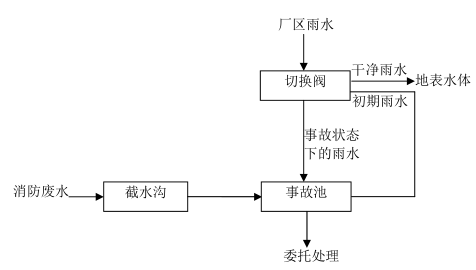 厂区雨水
切换阀
干净雨水
地表水体
初期雨水
事故状态
下的雨水
消防废水
截水沟
事故池
委托处理